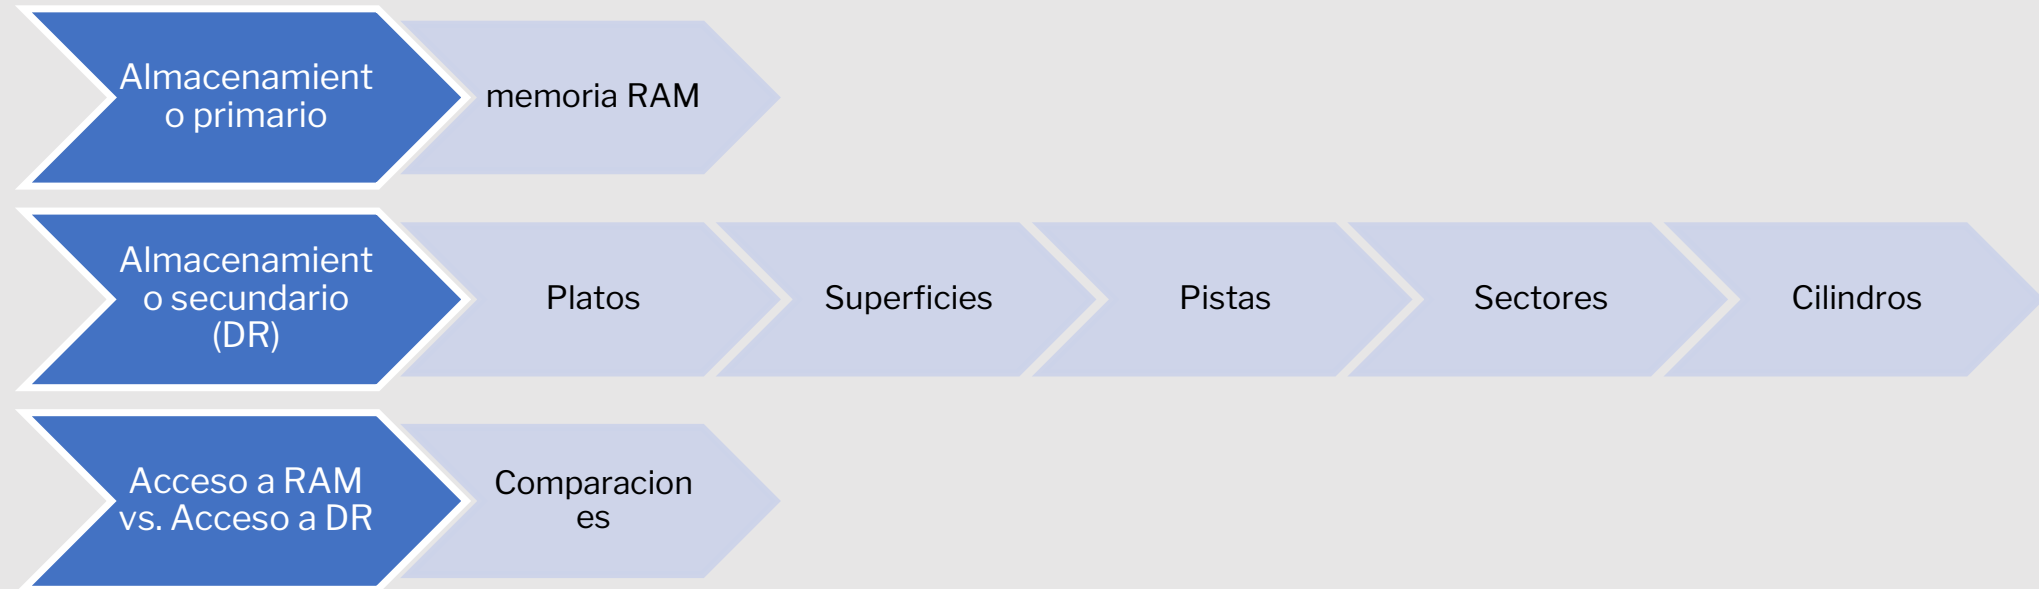 Almacenamient
o primario
memoria RAM
Almacenamient
o secundario
(DR)
Platos
Superficies
Pistas
Sectores
Cilindros
Acceso a RAM
vs. Acceso a DR
Comparacion
es